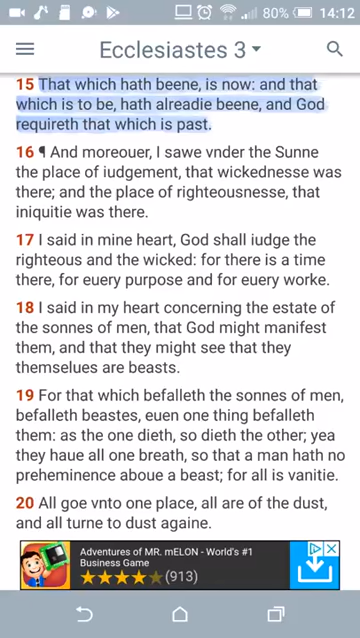 80% 14:12
Ecclesiastes 3
15 That which hath beene, is now: and that
which is to be, hath alreadie beene, and God
requireth that which is past.
16 ¶ And moreouer, I sawe vnder the Sunne
the place of iudgement, that wickednesse was
there; and the place of righteousnesse, that
iniquitie was there.
17 I said in mine heart, God shall iudge the
righteous and the wicked: for there is a time
there, for euery purpose and for euery worke.
18 I said in my heart concerning the estate of
the sonnes of men, that God might manifest
them, and that they might see that they
themselues are beasts.
19 For that which befalleth the sonnes of men,
befalleth beastes, euen one thing befalleth
them: as the one dieth, so dieth the other; yea
they haue all one breath, so that a man hath no
preheminence aboue a beast; for all is vanitie.
20 All goe vnto one place, all are of the dust,
and all turne to dust againe.
Adventures of MR. mELON - World's #1
Business Game
(913)